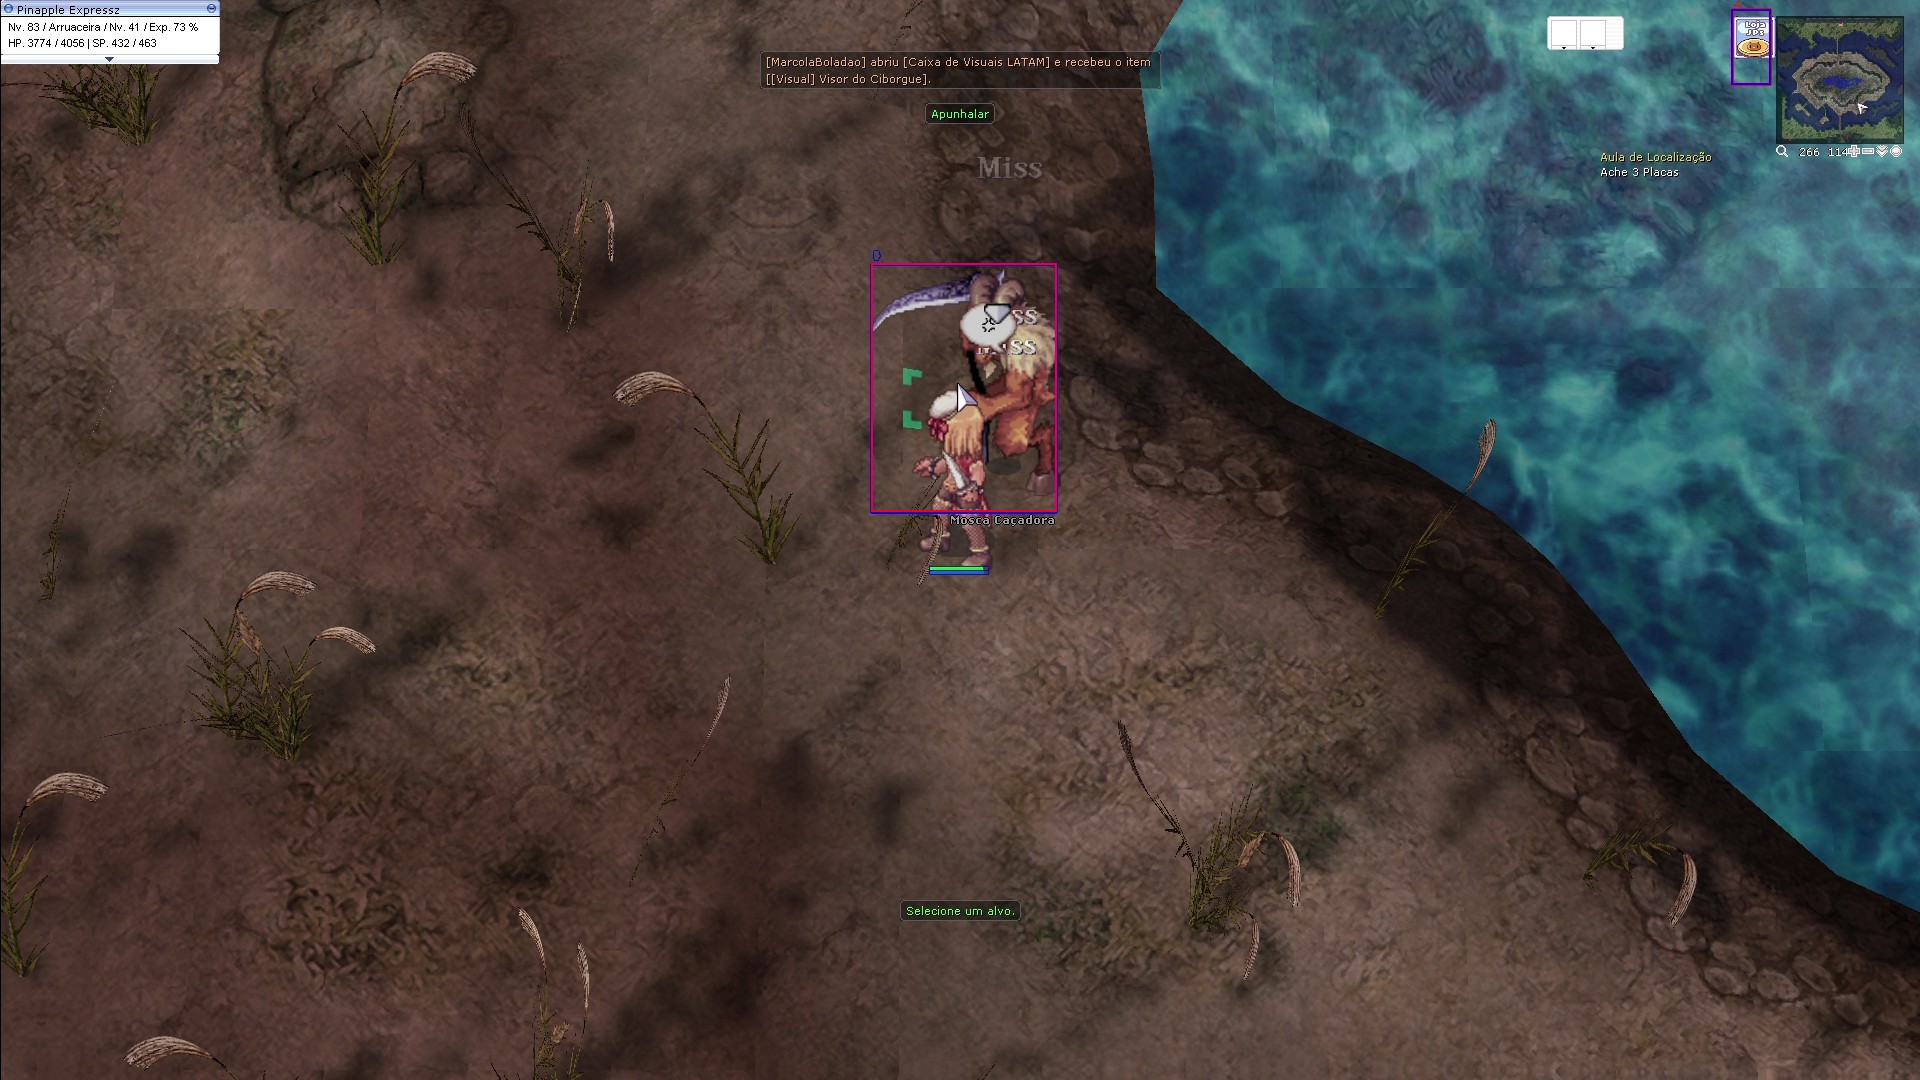 Pinapple Expressz
Nv. 83 / Arruaceira / Nv. 41 / Exp. 73 %
HP. 3774 / 4056 | SP. 432 / 463
[MarcolaBoladao] abriu [Caixa de Visuais LATAM] e recebeu o item
[[Visual] Visor do Ciborgue].
Apunhalar
Miss
Loja
266 114
Aula de Localização
Ache 3 Placas
0
Mosca Caçadora
Selecione um alvo.